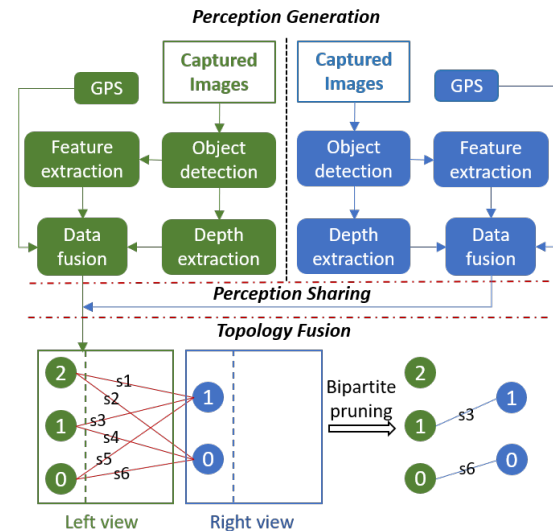 Perception Generation
GPS
Captured
Images
Captured
Images
GPS
Feature
extraction
Object
detection
Object
detection
Feature
extraction
Data
fusion
Depth
extraction
Depth
extraction
Data
fusion
Perception Sharing
Topology Fusion
2
1
0
s1
s2
s3
s4
s5
s6
1
0
Bipartite
pruning
2
1
0
s3
s6
1
0
Left view
Right view